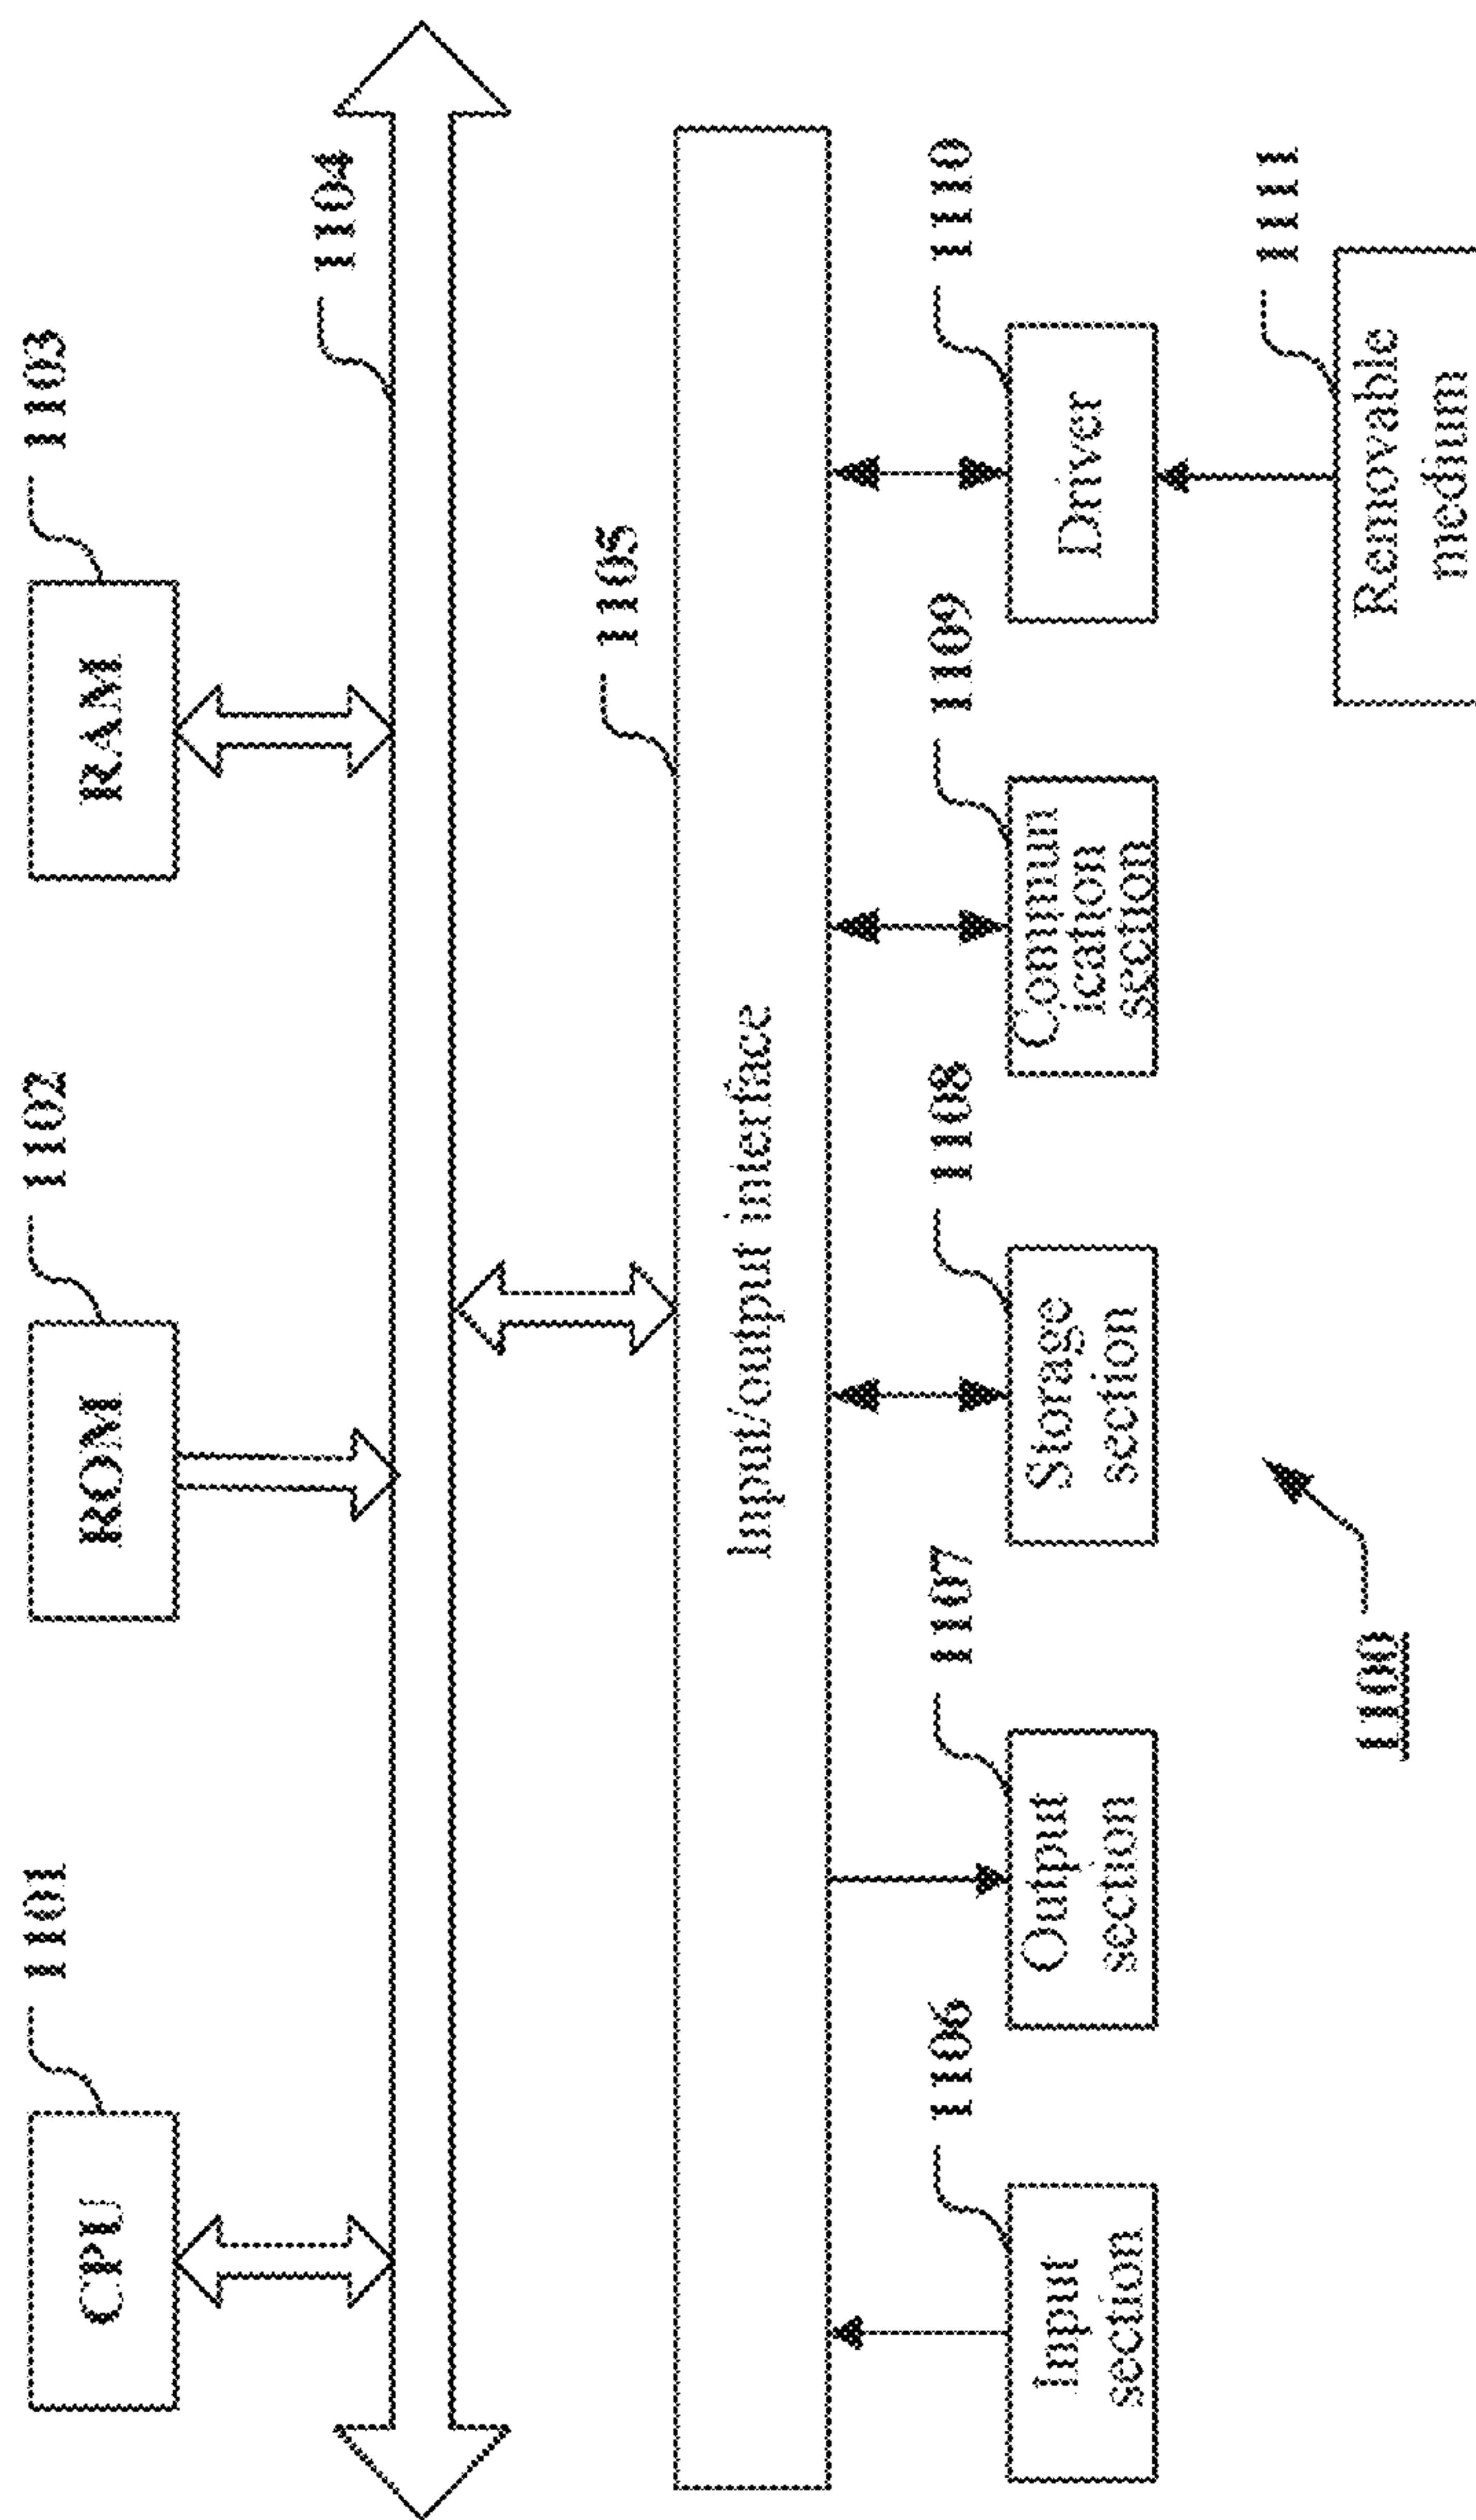 1101
1102
1103
CPU
ROM
RAM
1104
1105
Input/output interface
1106
1107
1108
1109
1110
Input
section
Output
section
Storage
section
Commun
ication
section
Driver
1111
1100
Removable
medium